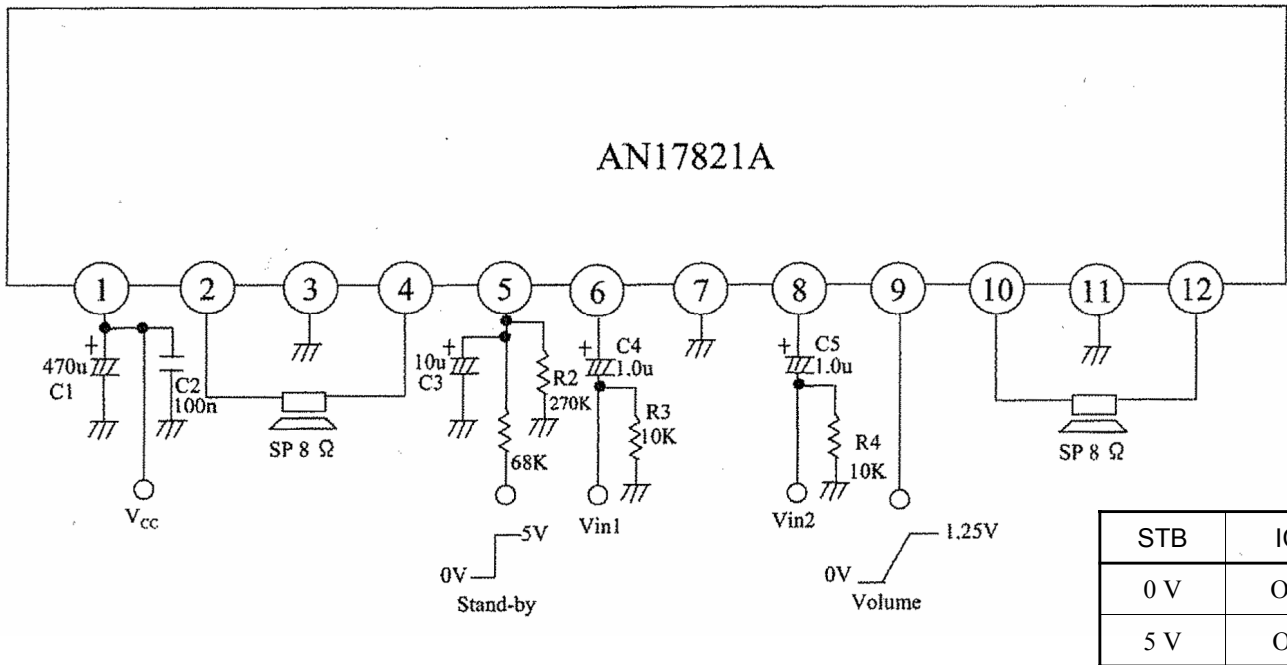 AN17821A
1 2 3 4 5 6 7 8 9 10 11 12
470u
+
C1
C2
100n
VCC
SP 8 Ω
10u
+
C3
R2
270K
68K
0V
5V
Stand-by
+
C4
1.0u
R3
10K
Vin1
+
C5
1.0u
R4
10K
Vin2
0V
1.25V
Volume
SP 8 Ω
STB
0 V
5 V